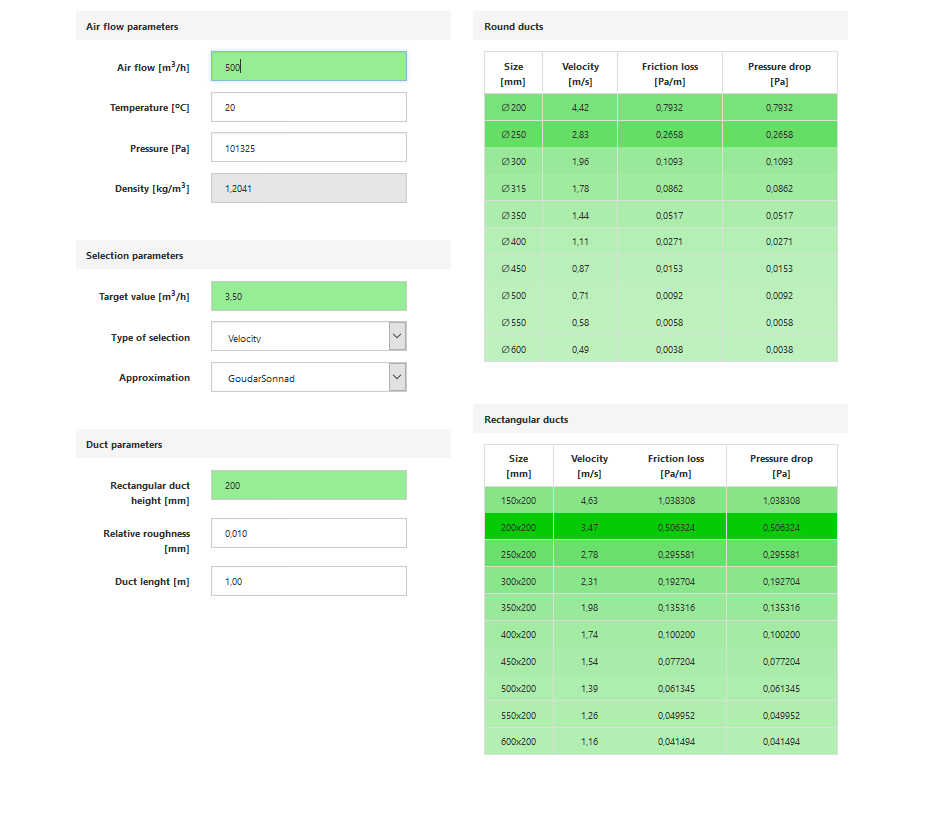 Air flow parameters
Air flow [m³/h] 500
Temperature [ºC] 20
Pressure [Pa] 101325
Density [kg/m³] 1,2041
Selection parameters
Target value [m³/h] 3,50
Type of selection Velocity
Approximation GoudarSonnad
Duct parameters
Rectangular duct 200
height [mm]
Relative roughness 0,010
[mm]
Duct lenght [m] 1,00
Round ducts
Size Velocity Friction loss Pressure drop
[mm] [m/s] [Pa/m] [Pa]
∅200 4,42 0,7932 0,7932
∅250 2,83 0,2658 0,2658
∅300 1,96 0,1093 0,1093
∅315 1,78 0,0862 0,0862
∅350 1,44 0,0517 0,0517
∅400 1,11 0,0271 0,0271
∅450 0,87 0,0153 0,0153
∅500 0,71 0,0092 0,0092
∅550 0,58 0,0058 0,0058
∅600 0,49 0,0038 0,0038
Rectangular ducts
Size Velocity Friction loss Pressure drop
[mm] [m/s] [Pa/m] [Pa]
150x200 4,63 1,038308 1,038308
200x200 3,47 0,506324 0,506324
250x200 2,78 0,295581 0,295581
300x200 2,31 0,192704 0,192704
350x200 1,98 0,135316 0,135316
400x200 1,74 0,100200 0,100200
450x200 1,54 0,077204 0,077204
500x200 1,39 0,061345 0,061345
550x200 1,26 0,049952 0,049952
600x200 1,16 0,041494 0,041494